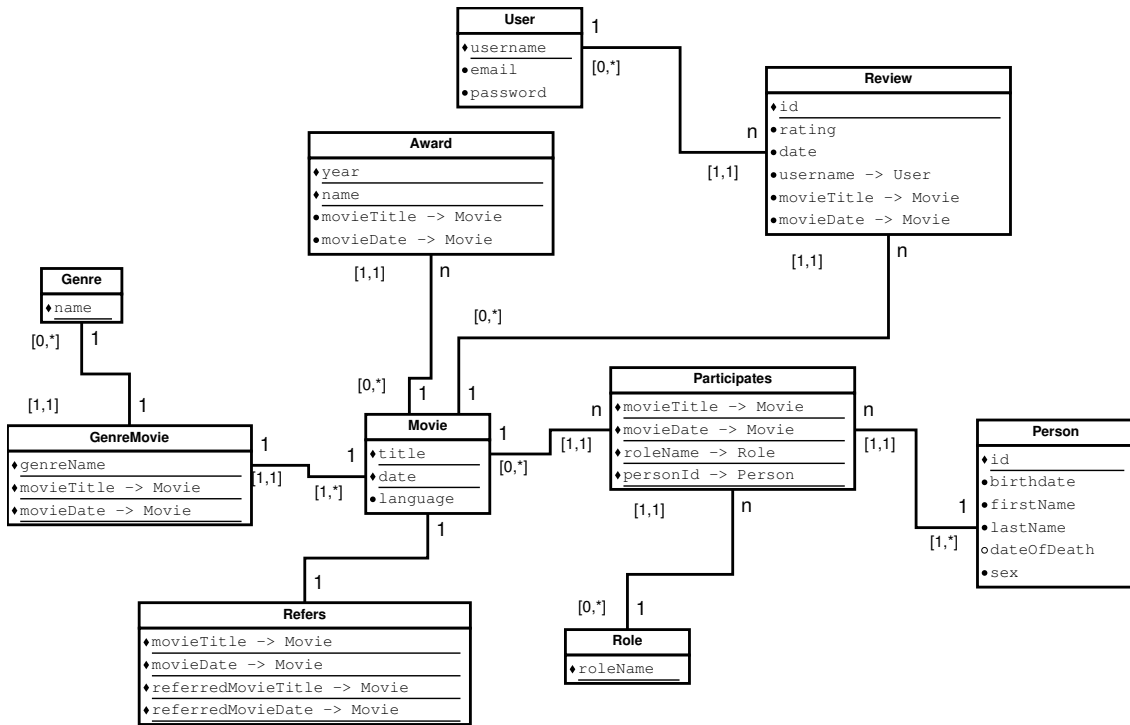 User
username
email
password
1
[0,*]
Review
id
rating
date
username -> User
movieTitle -> Movie
movieDate -> Movie
n
[1,1]
[1,1]
n
Award
year
name
movieTitle -> Movie
movieDate -> Movie
[1,1]
n
Genre
name
[0,*]
1
[0,*]
[0,*]
1
1
[1,1]
1
GenreMovie
genreName
movieTitle -> Movie
movieDate -> Movie
1
[1,1]
1
[1,*]
Movie
title
date
language
1
[0,*]
1
Participates
movieTitle -> Movie
movieDate -> Movie
roleName -> Role
personId -> Person
n
[1,1]
n
[1,1]
[1,1]
n
Person
id
birthdate
firstName
lastName
dateOfDeath
sex
1
[1,*]
1
Refers
movieTitle -> Movie
movieDate -> Movie
referredMovieTitle -> Movie
referredMovieDate -> Movie
[0,*]
1
Role
roleName